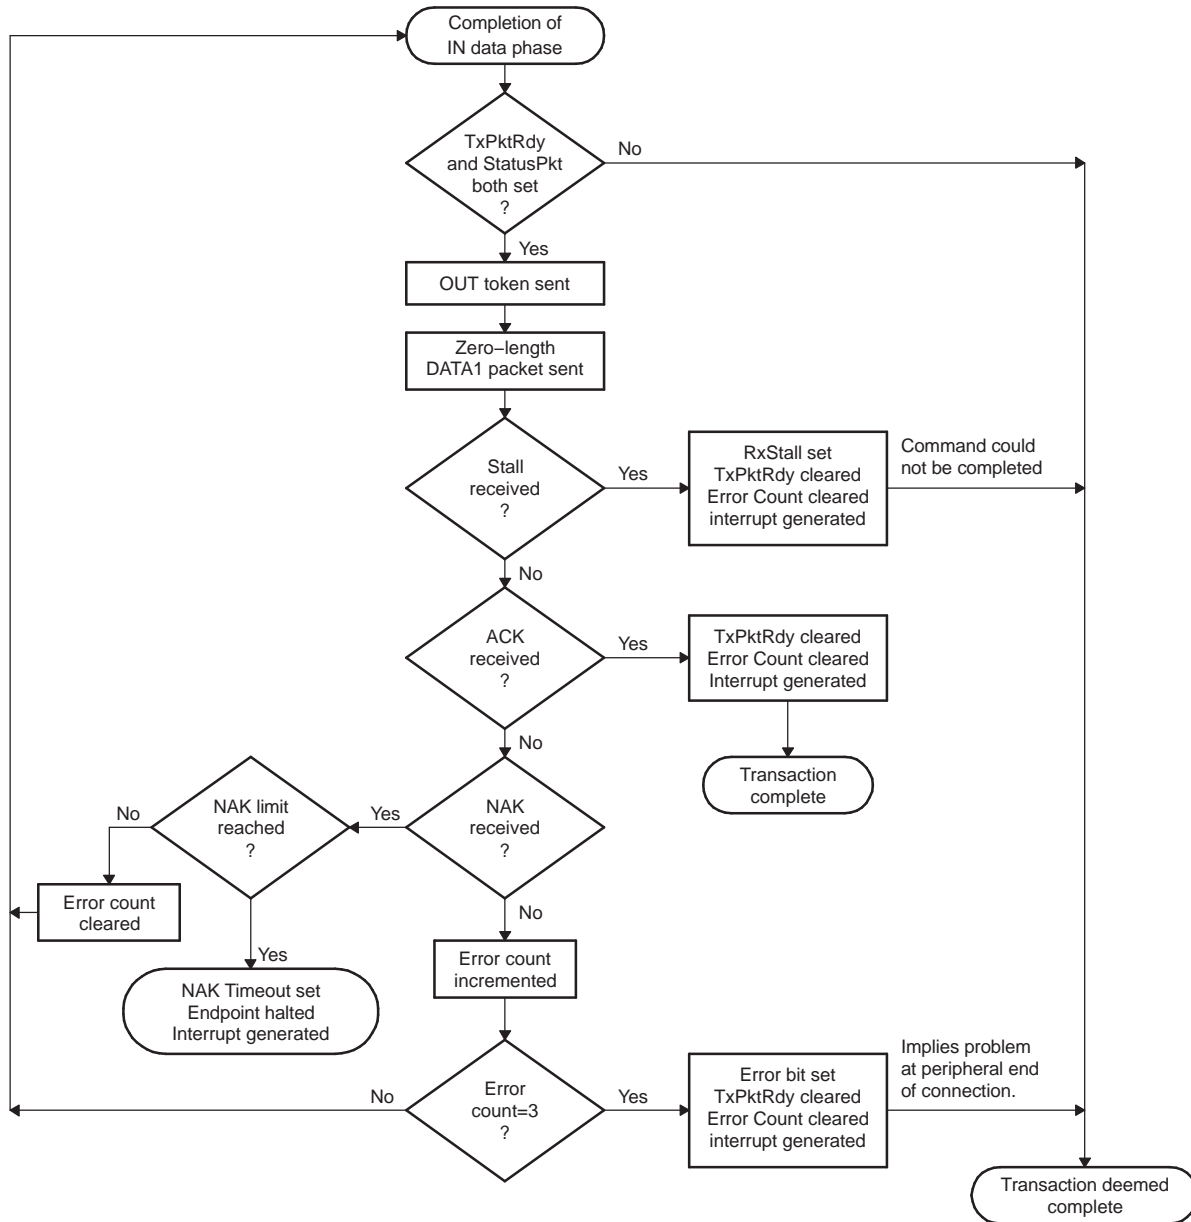 Completion of
IN data phase
TxPktRdy
and StatusPkt
both set
?
No
Yes
OUT token sent
Zero−length
DATA1 packet sent
Stall
received
?
Yes
RxStall set
TxPktRdy cleared
Error Count cleared
interrupt generated
Command could
not be completed
No
ACK
received
?
Yes
TxPktRdy cleared
Error Count cleared
Interrupt generated
No
Transaction
complete
NAK
received
?
Yes
NAK limit
reached
?
No
Error count
cleared
Yes
NAK Timeout set
Endpoint halted
Interrupt generated
No
Error count
incremented
Error
count=3
?
No
Yes
Error bit set
TxPktRdy cleared
Error Count cleared
interrupt generated
Implies problem
at peripheral end
of connection.
Transaction deemed
complete